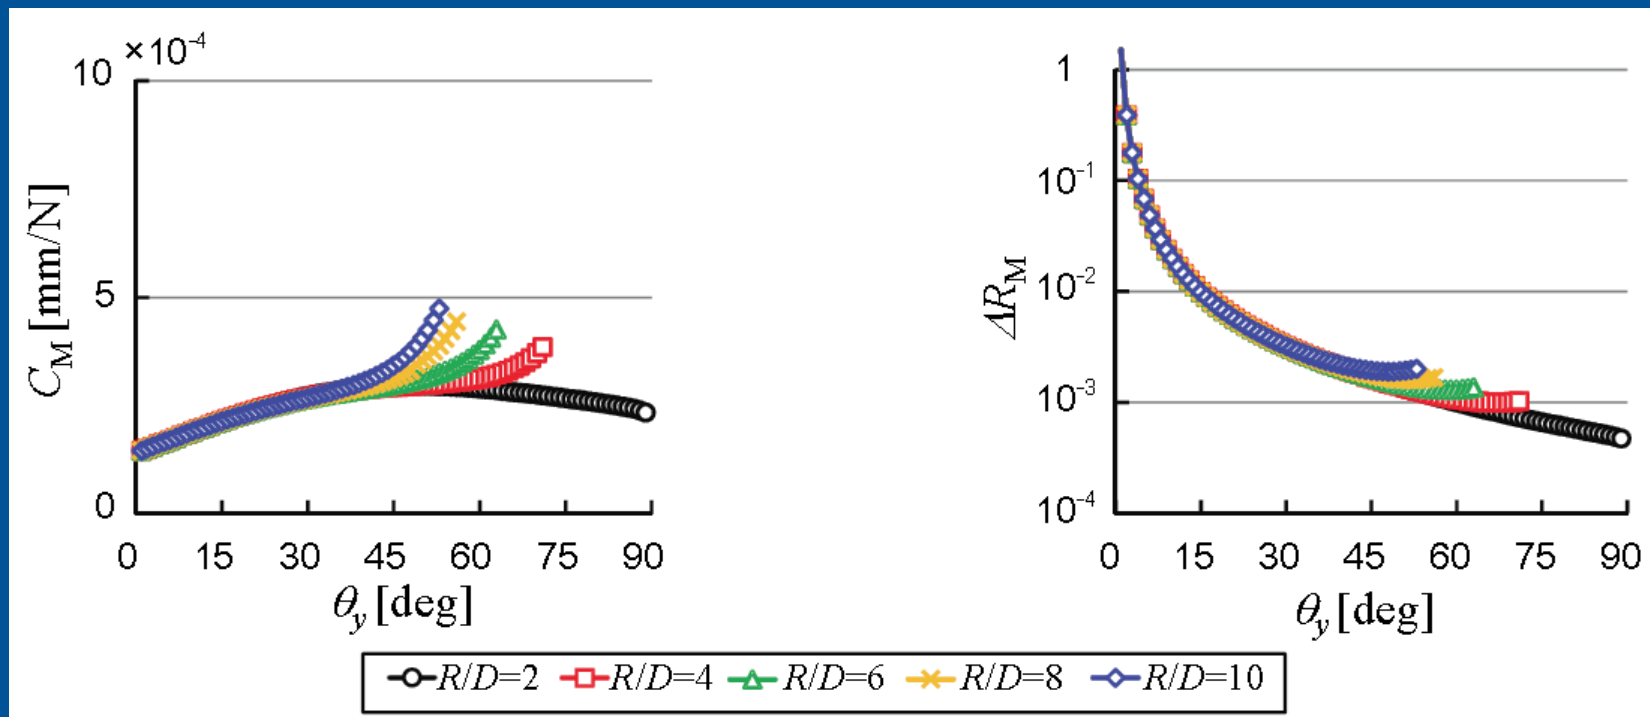 ×10⁻⁴
10
5
0
0 15 30 45 60 75 90
C_M [mm/N]
θ_y [deg]
1
10⁻¹
10⁻²
10⁻³
10⁻⁴
0 15 30 45 60 75 90
ΔR_M
θ_y [deg]
R/D=2 R/D=4 R/D=6 R/D=8 R/D=10